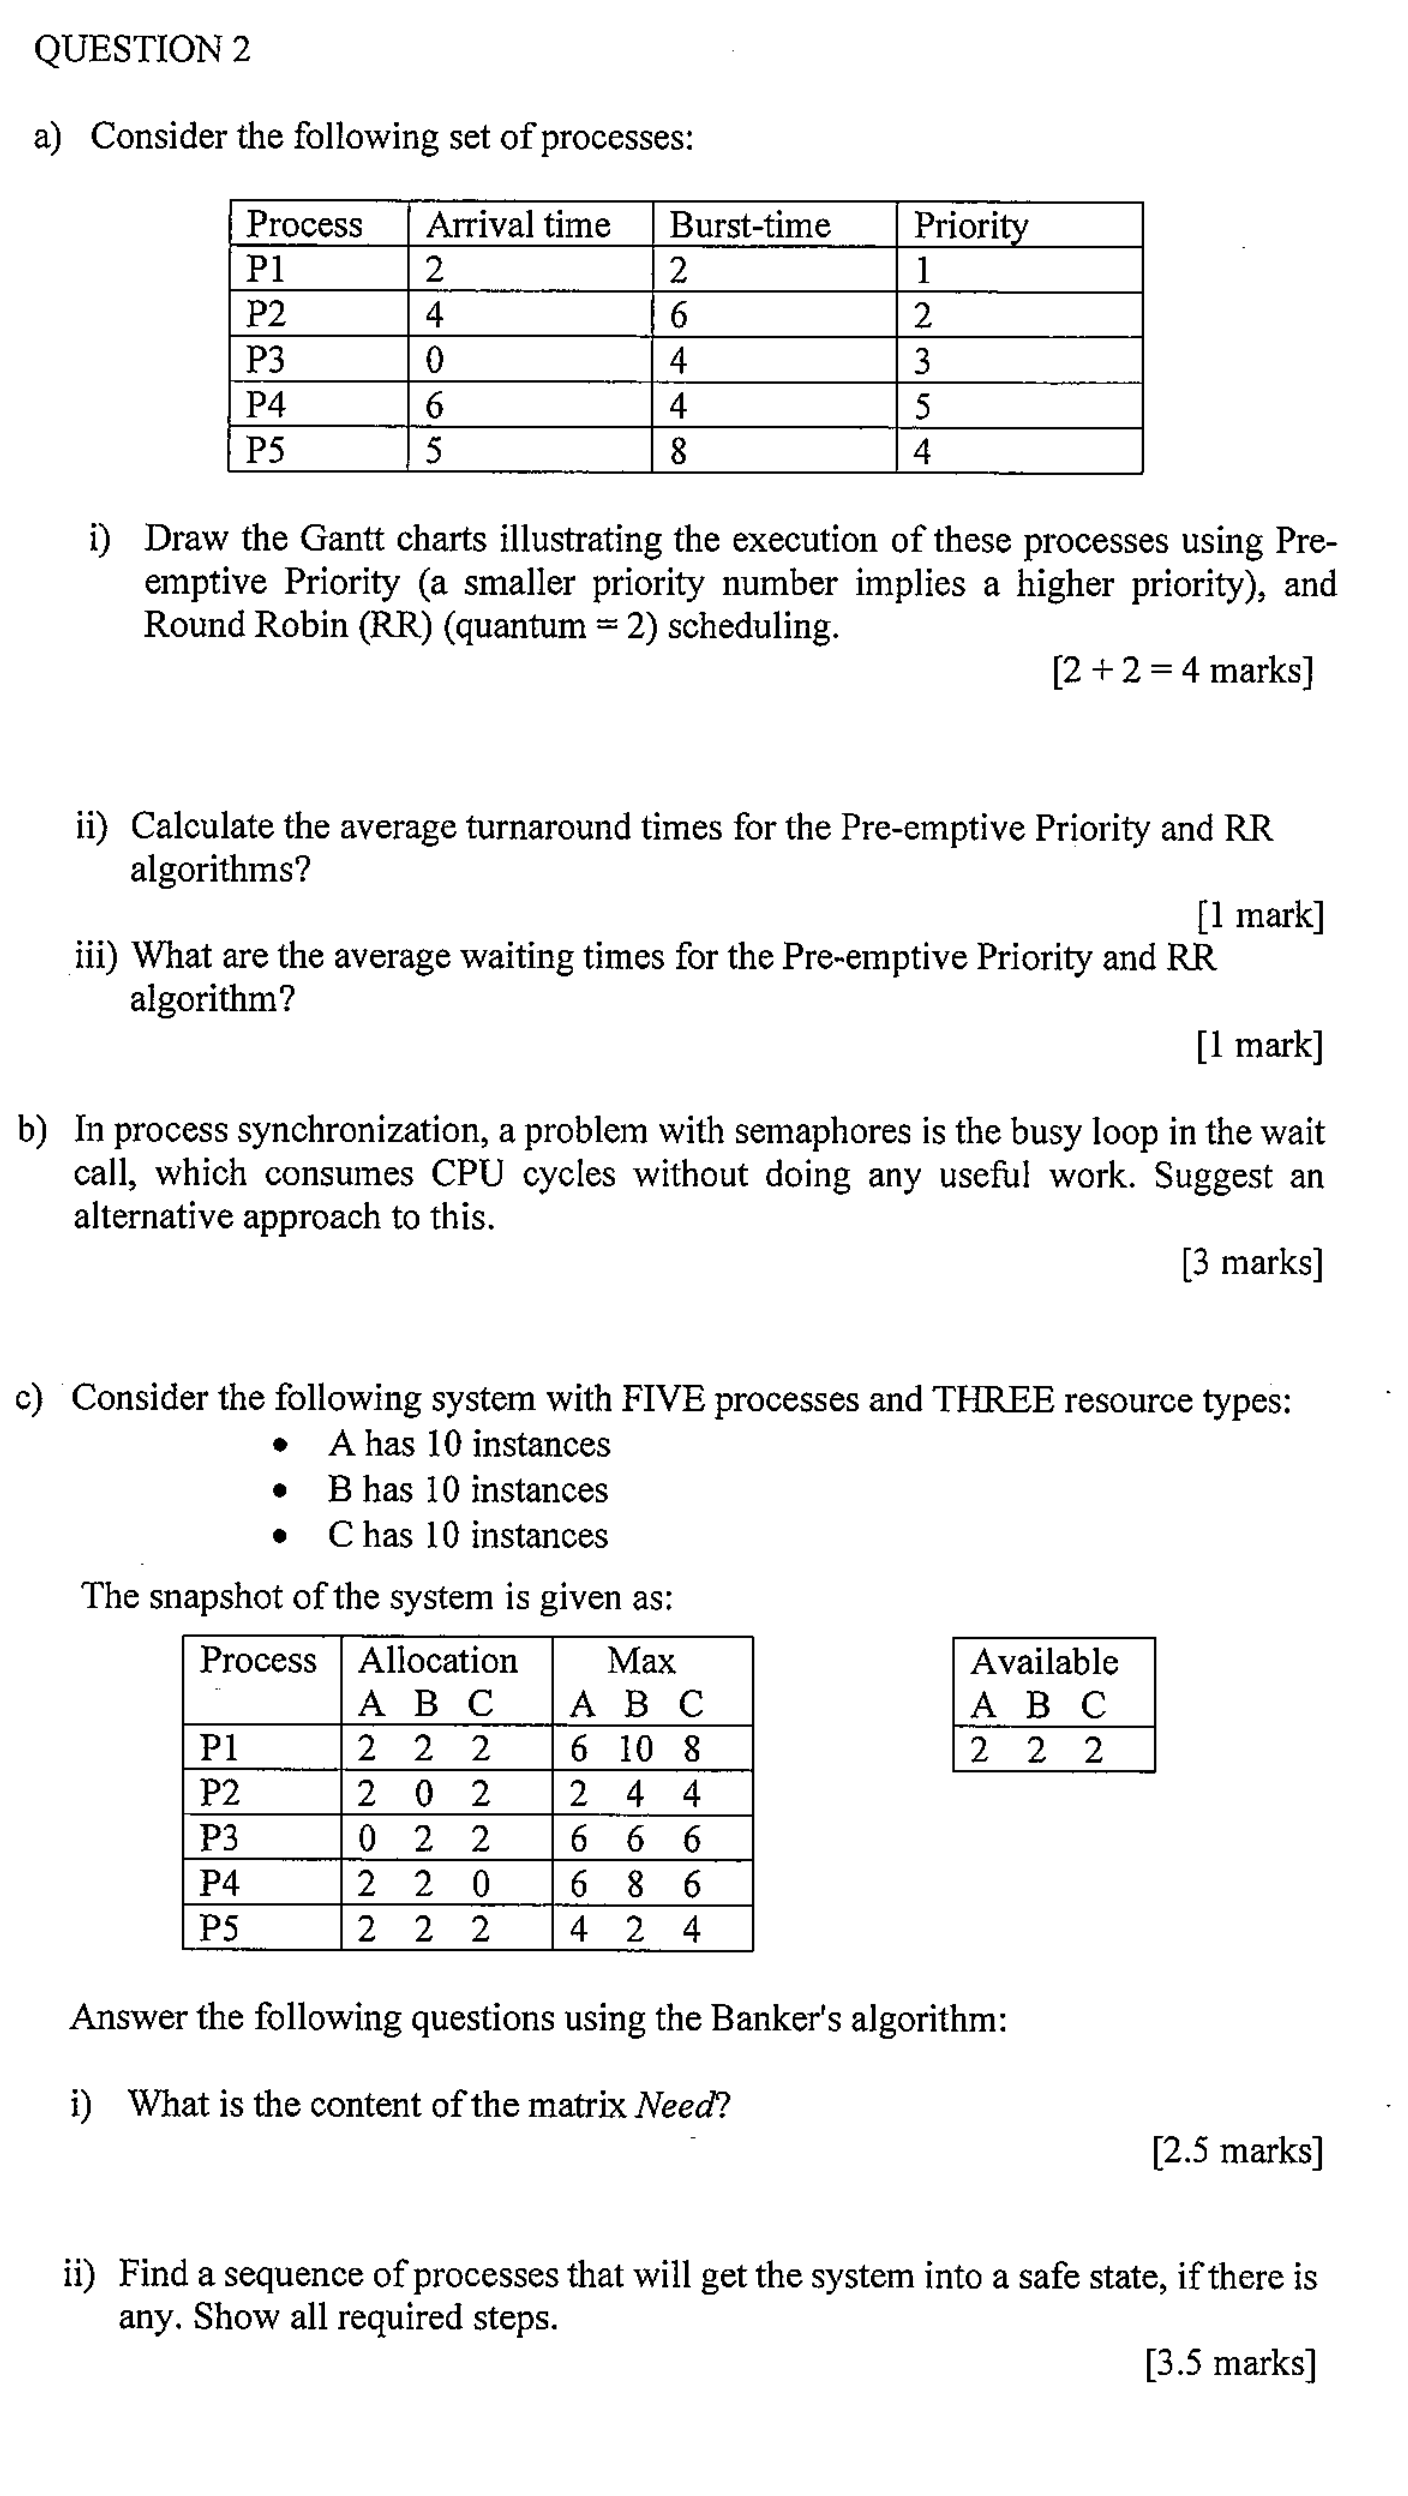 QUESTION 2
a) Consider the following set of processes:
Process Arrival time Burst-time Priority
P1 2 2 1
P2 4 6 2
P3 0 4 3
P4 6 4 5
P5 5 8 4
i) Draw the Gantt charts illustrating the execution of these processes using Pre-
emptive Priority (a smaller priority number implies a higher priority), and
Round Robin (RR) (quantum = 2) scheduling.
[2 + 2 = 4 marks]
ii) Calculate the average turnaround times for the Pre-emptive Priority and RR
algorithms?
[1 mark]
iii) What are the average waiting times for the Pre-emptive Priority and RR
algorithm?
[1 mark]
b) In process synchronization, a problem with semaphores is the busy loop in the wait
call, which consumes CPU cycles without doing any useful work. Suggest an
alternative approach to this.
[3 marks]
c) Consider the following system with FIVE processes and THREE resource types:
• A has 10 instances
• B has 10 instances
• C has 10 instances
The snapshot of the system is given as:
Process Allocation Max Available
A B C A B C A B C
P1 2 2 2 6 10 8 2 2 2
P2 2 0 2 2 4 4
P3 0 2 2 6 6 6
P4 2 2 0 6 8 6
P5 2 2 2 4 2 4
Answer the following questions using the Banker's algorithm:
i) What is the content of the matrix Need?
[2.5 marks]
ii) Find a sequence of processes that will get the system into a safe state, if there is
any. Show all required steps.
[3.5 marks]